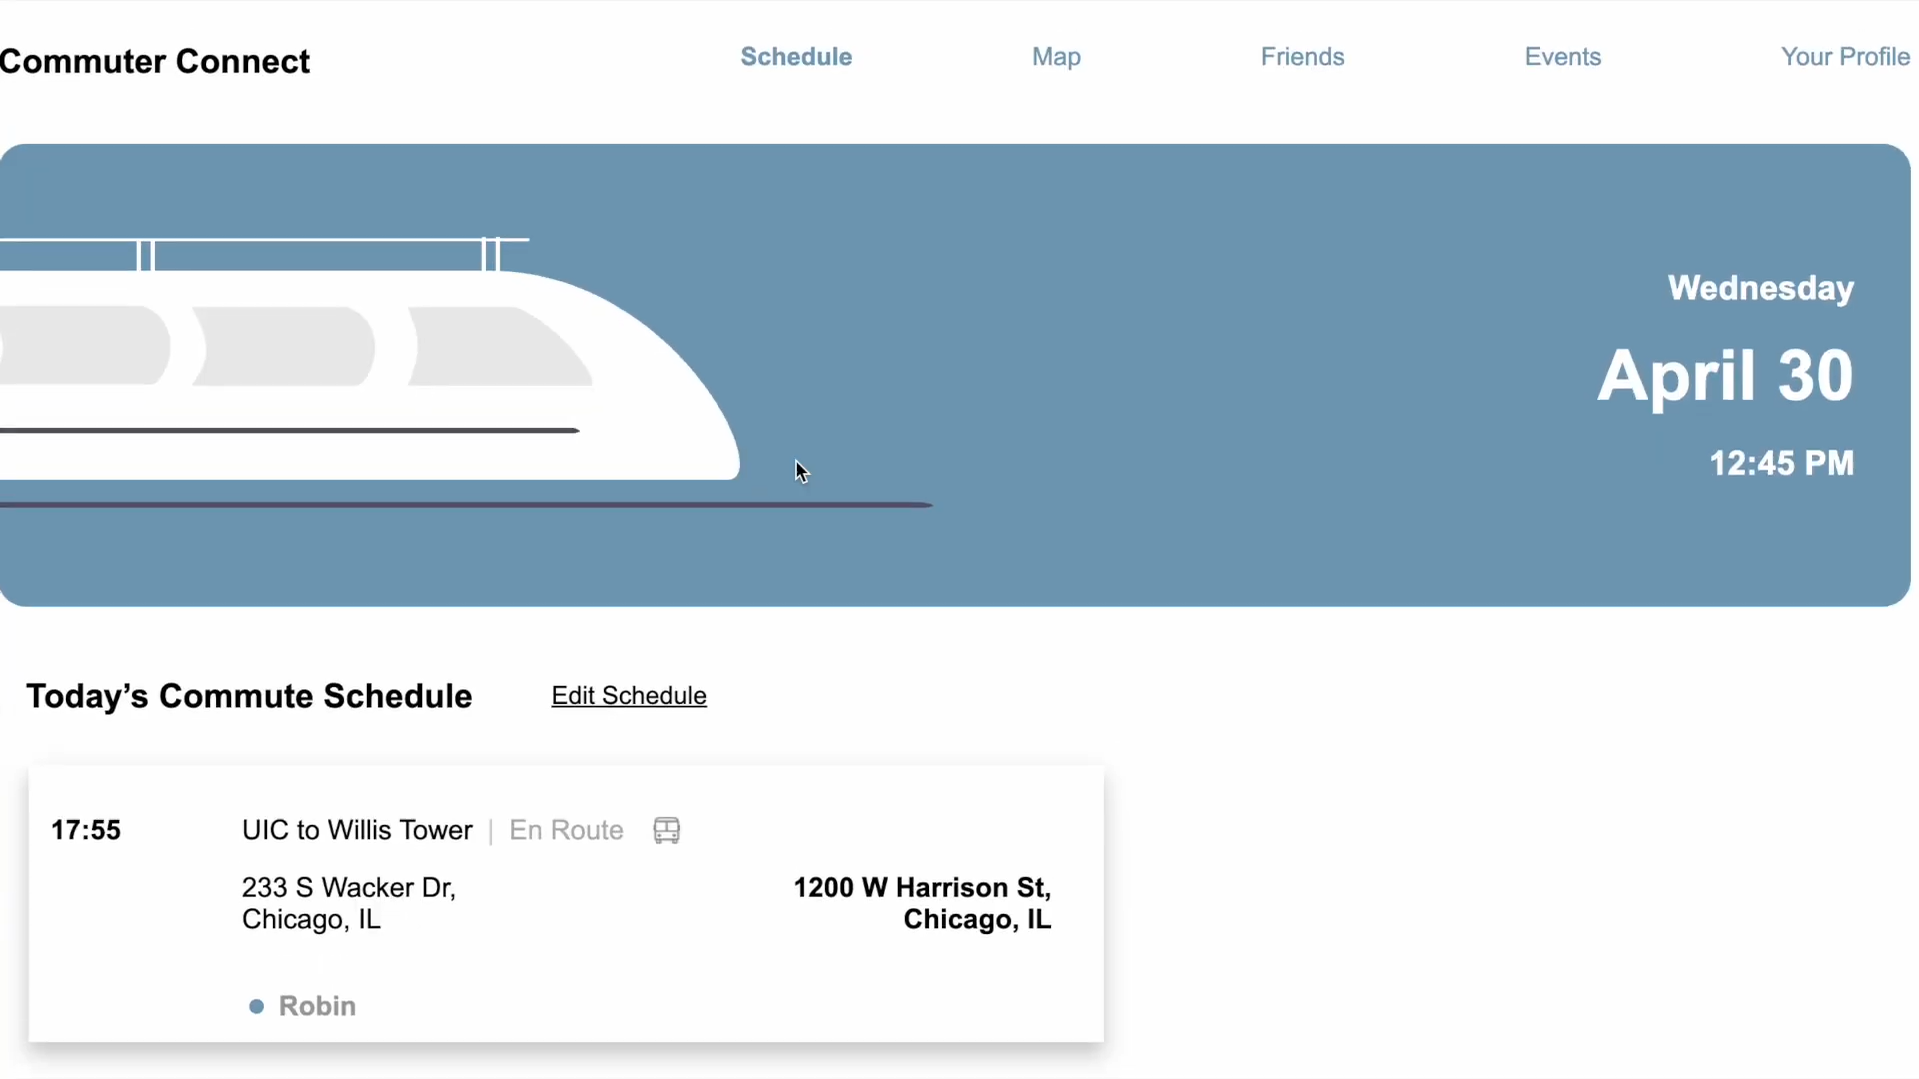 Commuter Connect
Schedule
Map
Friends
Events
Your Profile
Wednesday
April 30
12:45 PM
Today’s Commute Schedule
Edit Schedule
17:55
UIC to Willis Tower | En Route
233 S Wacker Dr,
Chicago, IL
1200 W Harrison St,
Chicago, IL
Robin